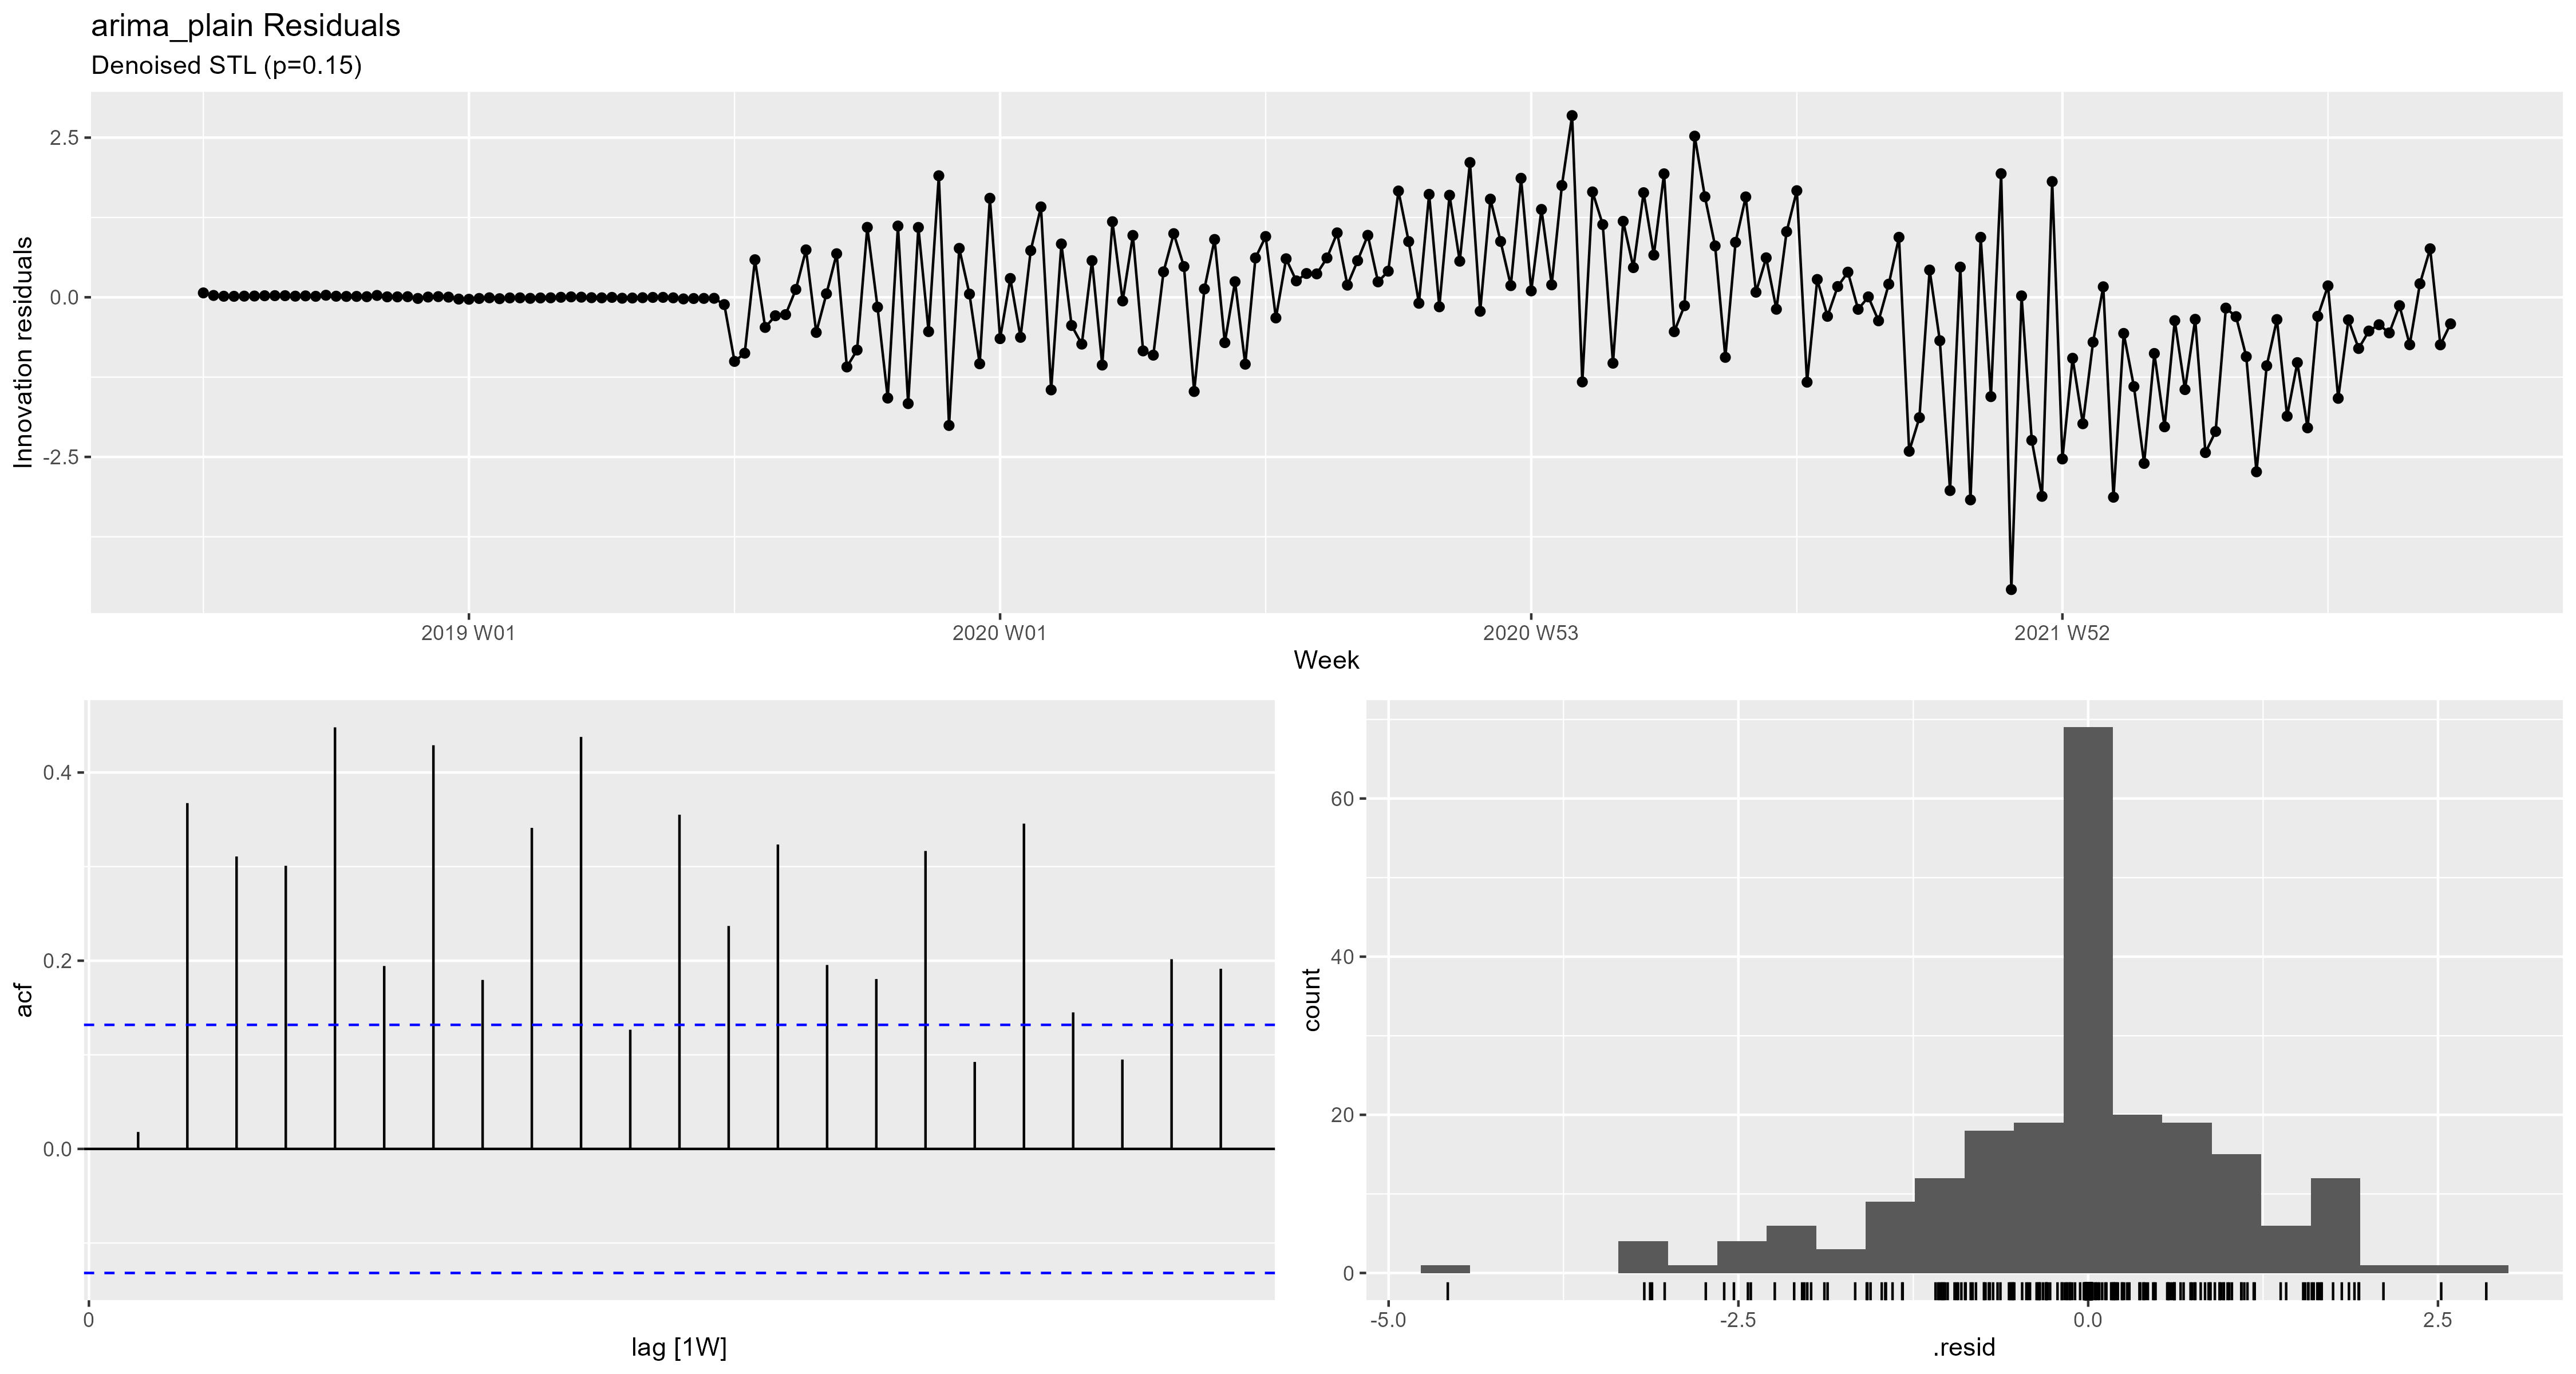 arima_plain Residuals
Denoised STL (p=0.15)
Innovation residuals
2.5
0.0
-2.5
2019 W01
2020 W01
2020 W53
2021 W52
Week
acf
0.4
0.2
0.0
0
lag [1W]
count
60
40
20
0
-5.0
-2.5
0.0
2.5
.resid